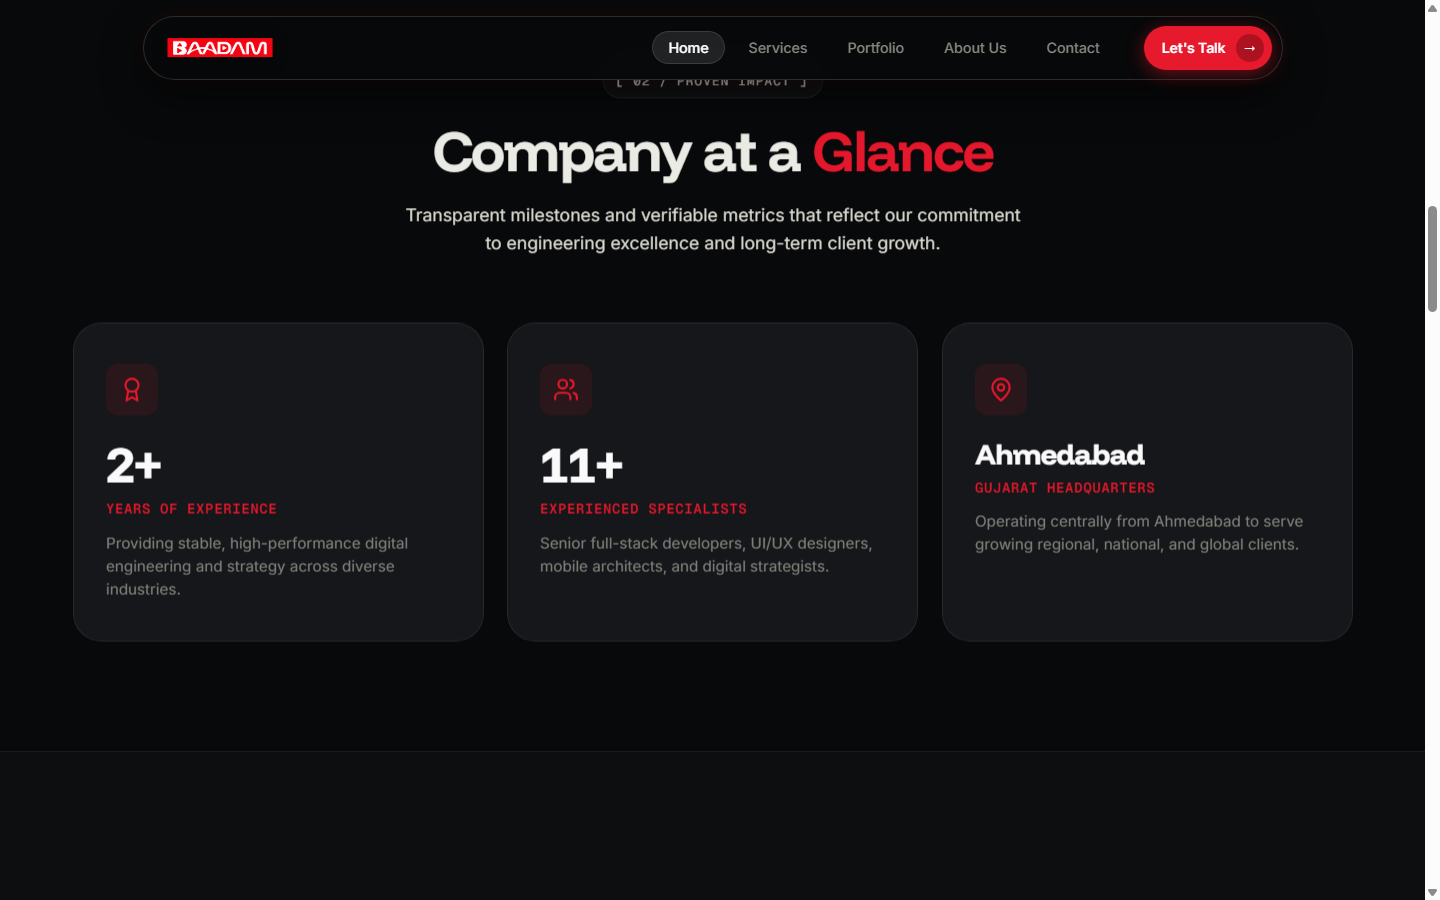 BAADAM
Home
Services
Portfolio
About Us
Contact
Let's Talk →
[ 02 / PROVEN IMPACT ]
Company at a Glance
Transparent milestones and verifiable metrics that reflect our commitment
to engineering excellence and long-term client growth.
2+
YEARS OF EXPERIENCE
Providing stable, high-performance digital
engineering and strategy across diverse
industries.
11+
EXPERIENCED SPECIALISTS
Senior full-stack developers, UI/UX designers,
mobile architects, and digital strategists.
Ahmedabad
GUJARAT HEADQUARTERS
Operating centrally from Ahmedabad to serve
growing regional, national, and global clients.